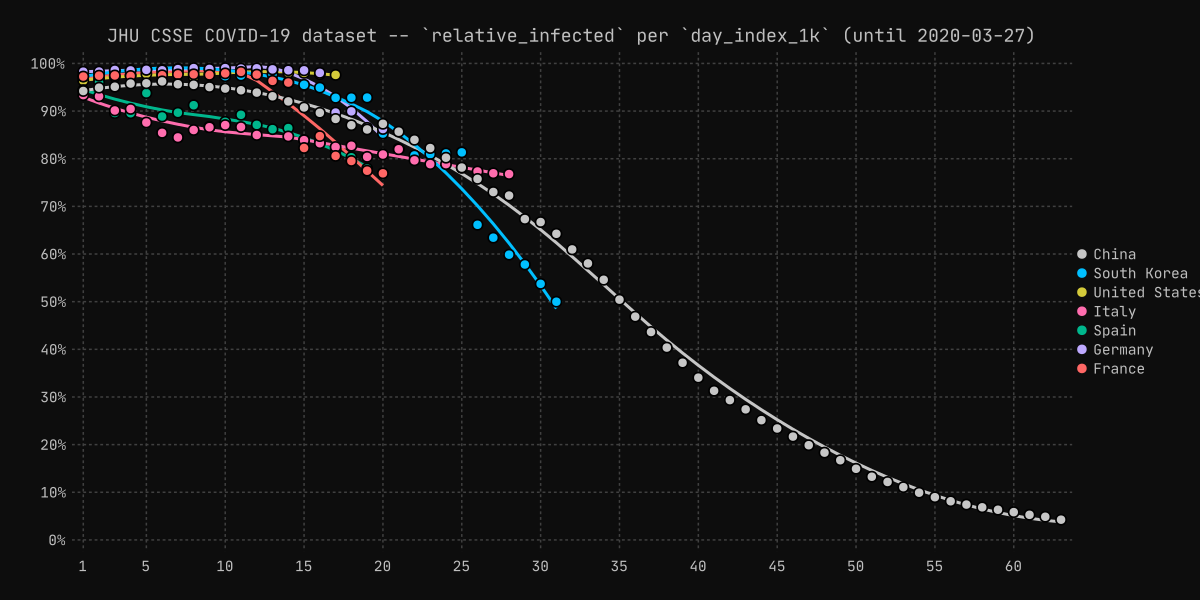 JHU CSSE COVID-19 dataset -- `relative_infected` per `day_index_1k` (until 2020-03-27)
100%
90%
80%
70%
60%
50%
40%
30%
20%
10%
0%
1 5 10 15 20 25 30 35 40 45 50 55 60
China
South Korea
United States
Italy
Spain
Germany
France